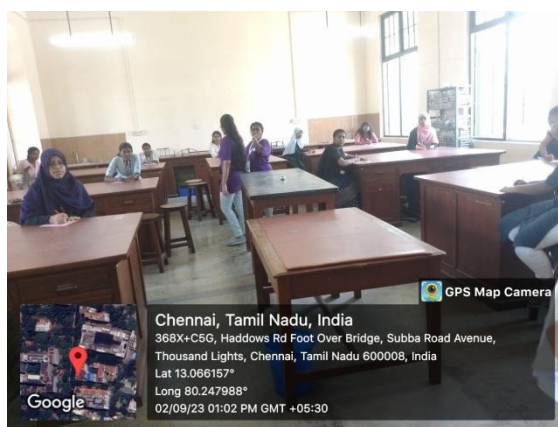 GPS Map Camera
Chennai, Tamil Nadu, India
368X+C5G, Haddows Rd Foot Over Bridge, Subba Road Avenue,
Thousand Lights, Chennai, Tamil Nadu 600008, India
Lat 13.066157°
Long 80.247988°
02/09/23 01:02 PM GMT +05:30
Google